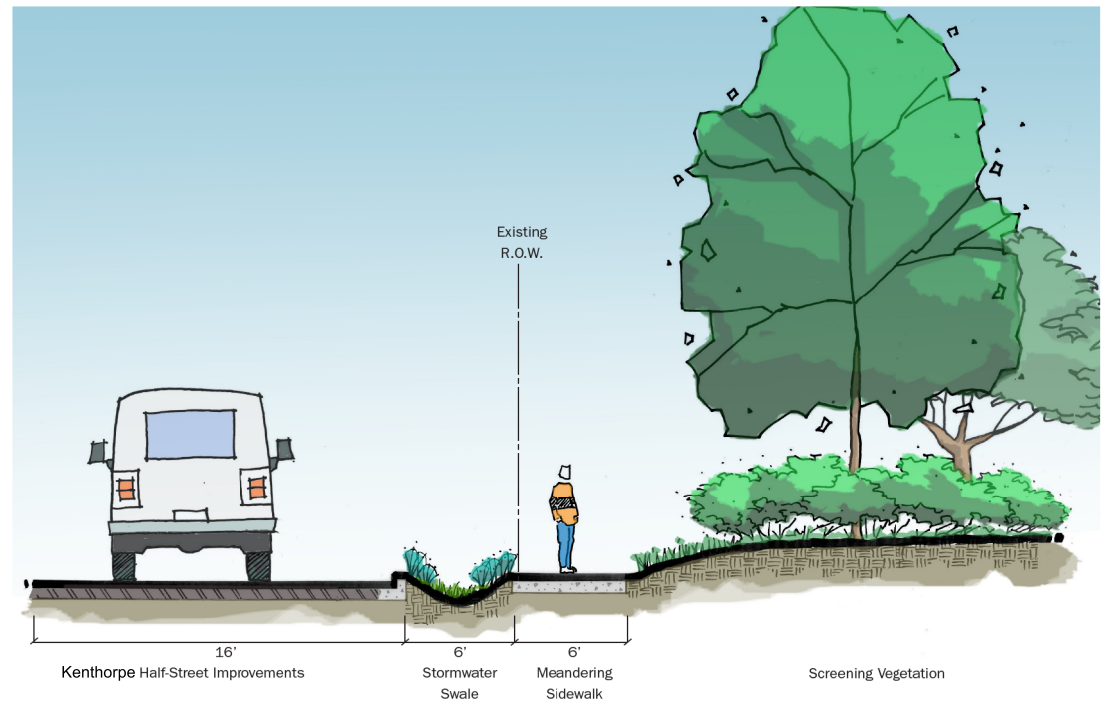 Existing
R.O.W.
16'
Kenthorpe Half-Street Improvements
6'
Stormwater
Swale
6'
Meandering
Sidewalk
Screening Vegetation